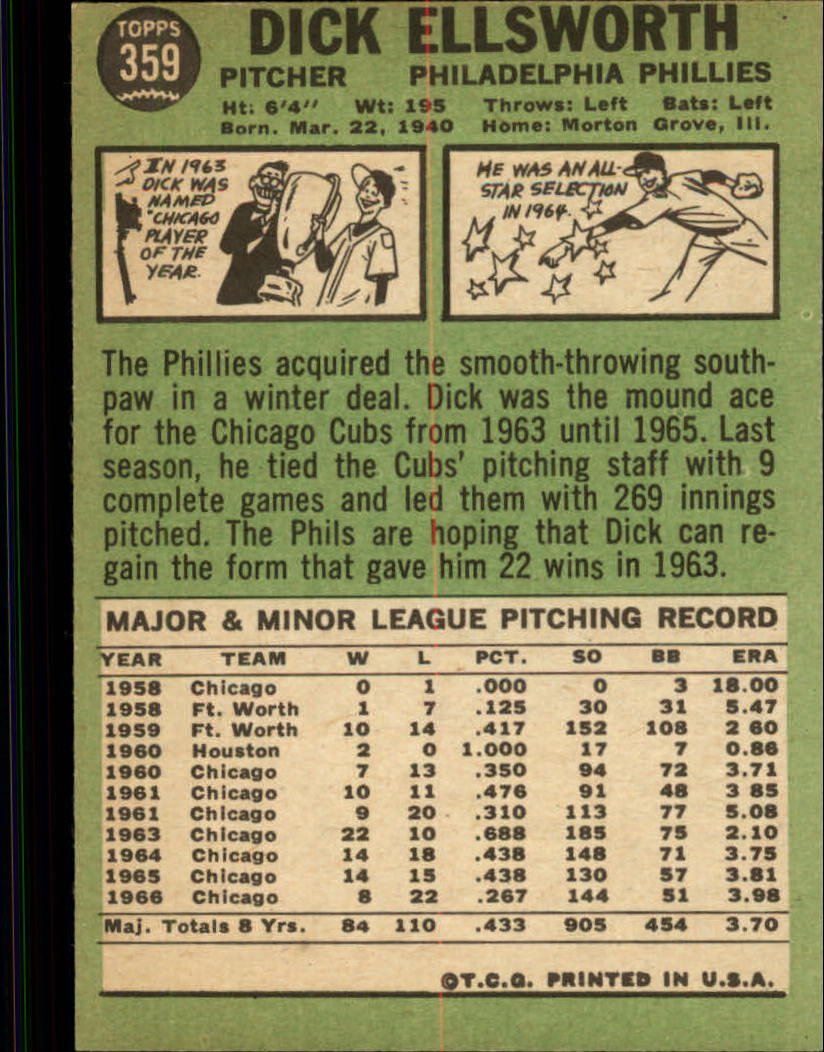 TOPPS
359
DICK ELLSWORTH
PITCHER PHILADELPHIA PHILLIES
Ht: 6'4" Wt: 195 Throws: Left Bats: Left
Born. Mar. 22, 1940 Home: Morton Grove, Ill.
IN 1963
DICK WAS
NAMED
"CHICAGO
PLAYER
OF THE
YEAR.
HE WAS AN ALL-
STAR SELECTION
IN 1964.
The Phillies acquired the smooth-throwing south-
paw in a winter deal. Dick was the mound ace
for the Chicago Cubs from 1963 until 1965. Last
season, he tied the Cubs' pitching staff with 9
complete games and led them with 269 innings
pitched. The Phils are hoping that Dick can re-
gain the form that gave him 22 wins in 1963.
MAJOR & MINOR LEAGUE PITCHING RECORD
YEAR TEAM W L PCT. SO BB ERA
1958 Chicago 0 1 .000 0 3 18.00
1958 Ft. Worth 1 7 .125 30 31 5.47
1959 Ft. Worth 10 14 .417 152 108 2 60
1960 Houston 2 0 1.000 17 7 0.86
1960 Chicago 7 13 .350 94 72 3.71
1961 Chicago 10 11 .476 91 48 3 85
1961 Chicago 9 20 .310 113 77 5.08
1963 Chicago 22 10 .688 185 75 2.10
1964 Chicago 14 18 .438 148 71 3.75
1965 Chicago 14 15 .438 130 57 3.81
1966 Chicago 8 22 .267 144 51 3.98
Maj. Totals 8 Yrs. 84 110 .433 905 454 3.70
©T.C.G. PRINTED IN U.S.A.